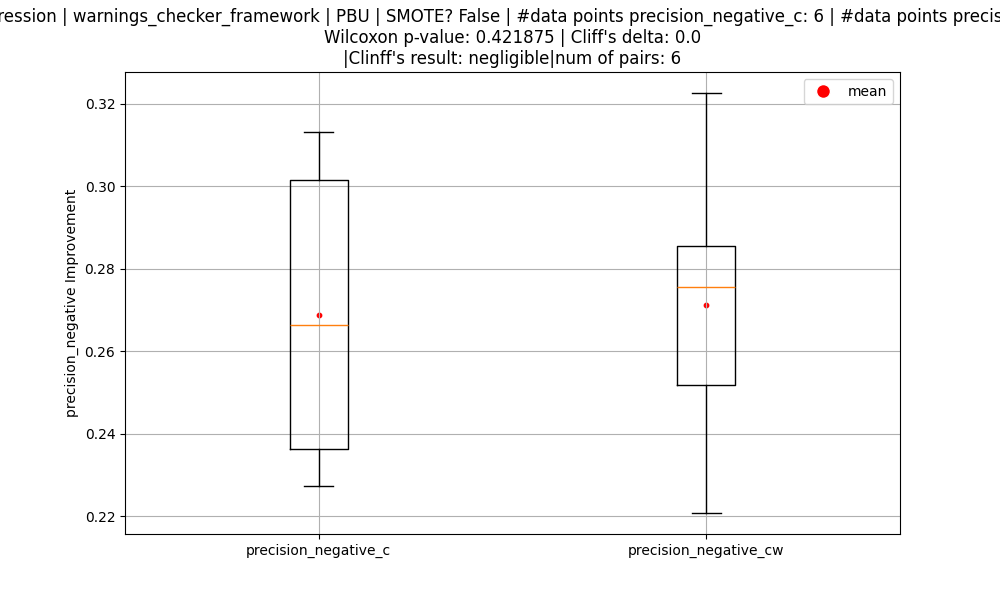 | warnings_checker_framework | PBU | SMOTE? False | #data points precision_negative_c: 6 | #data points
Wilcoxon p-value: 0.421875 | Cliff's delta: 0.0
|Clinff's result: negligible|num of pairs: 6
mean
0.32
0.30
0.28
0.26
0.24
0.22
precision_negative Improvement
precision_negative_c
precision_negative_cw